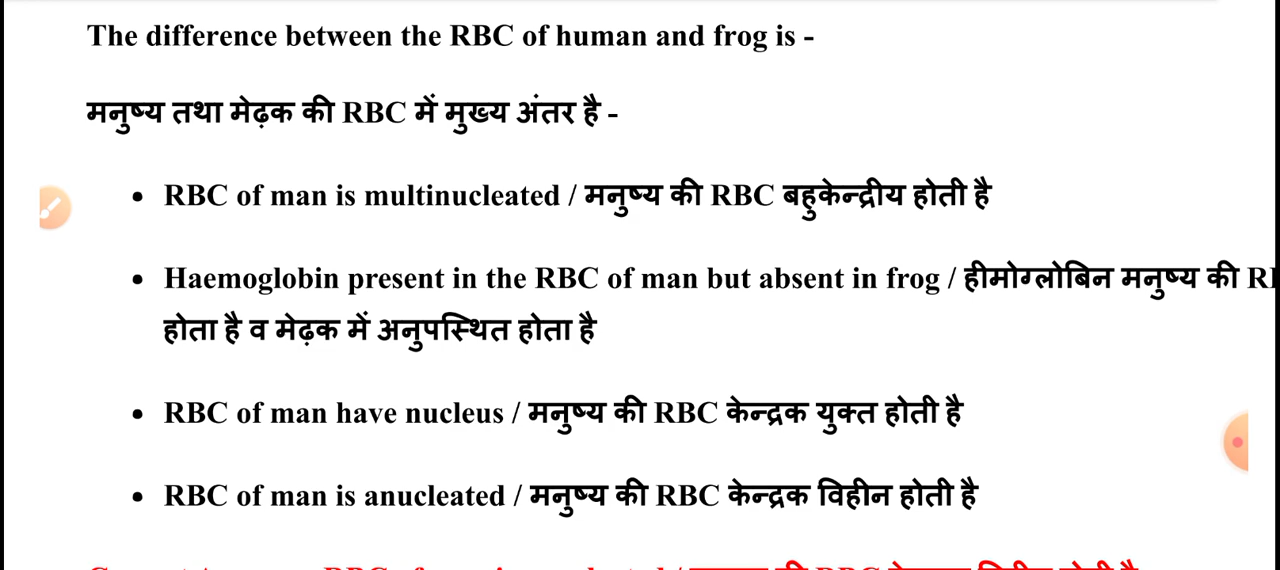 The difference between the RBC of human and frog is -
मनुष्य तथा मेढ़क की RBC में मुख्य अंतर है -
• RBC of man is multinucleated / मनुष्य की RBC बहुकेन्द्रीय होती है
• Haemoglobin present in the RBC of man but absent in frog / हीमोग्लोबिन मनुष्य की
होता है व मेढ़क में अनुपस्थित होता है
• RBC of man have nucleus / मनुष्य की RBC केन्द्रक युक्त होती है
• RBC of man is anucleated / मनुष्य की RBC केन्द्रक विहीन होती है